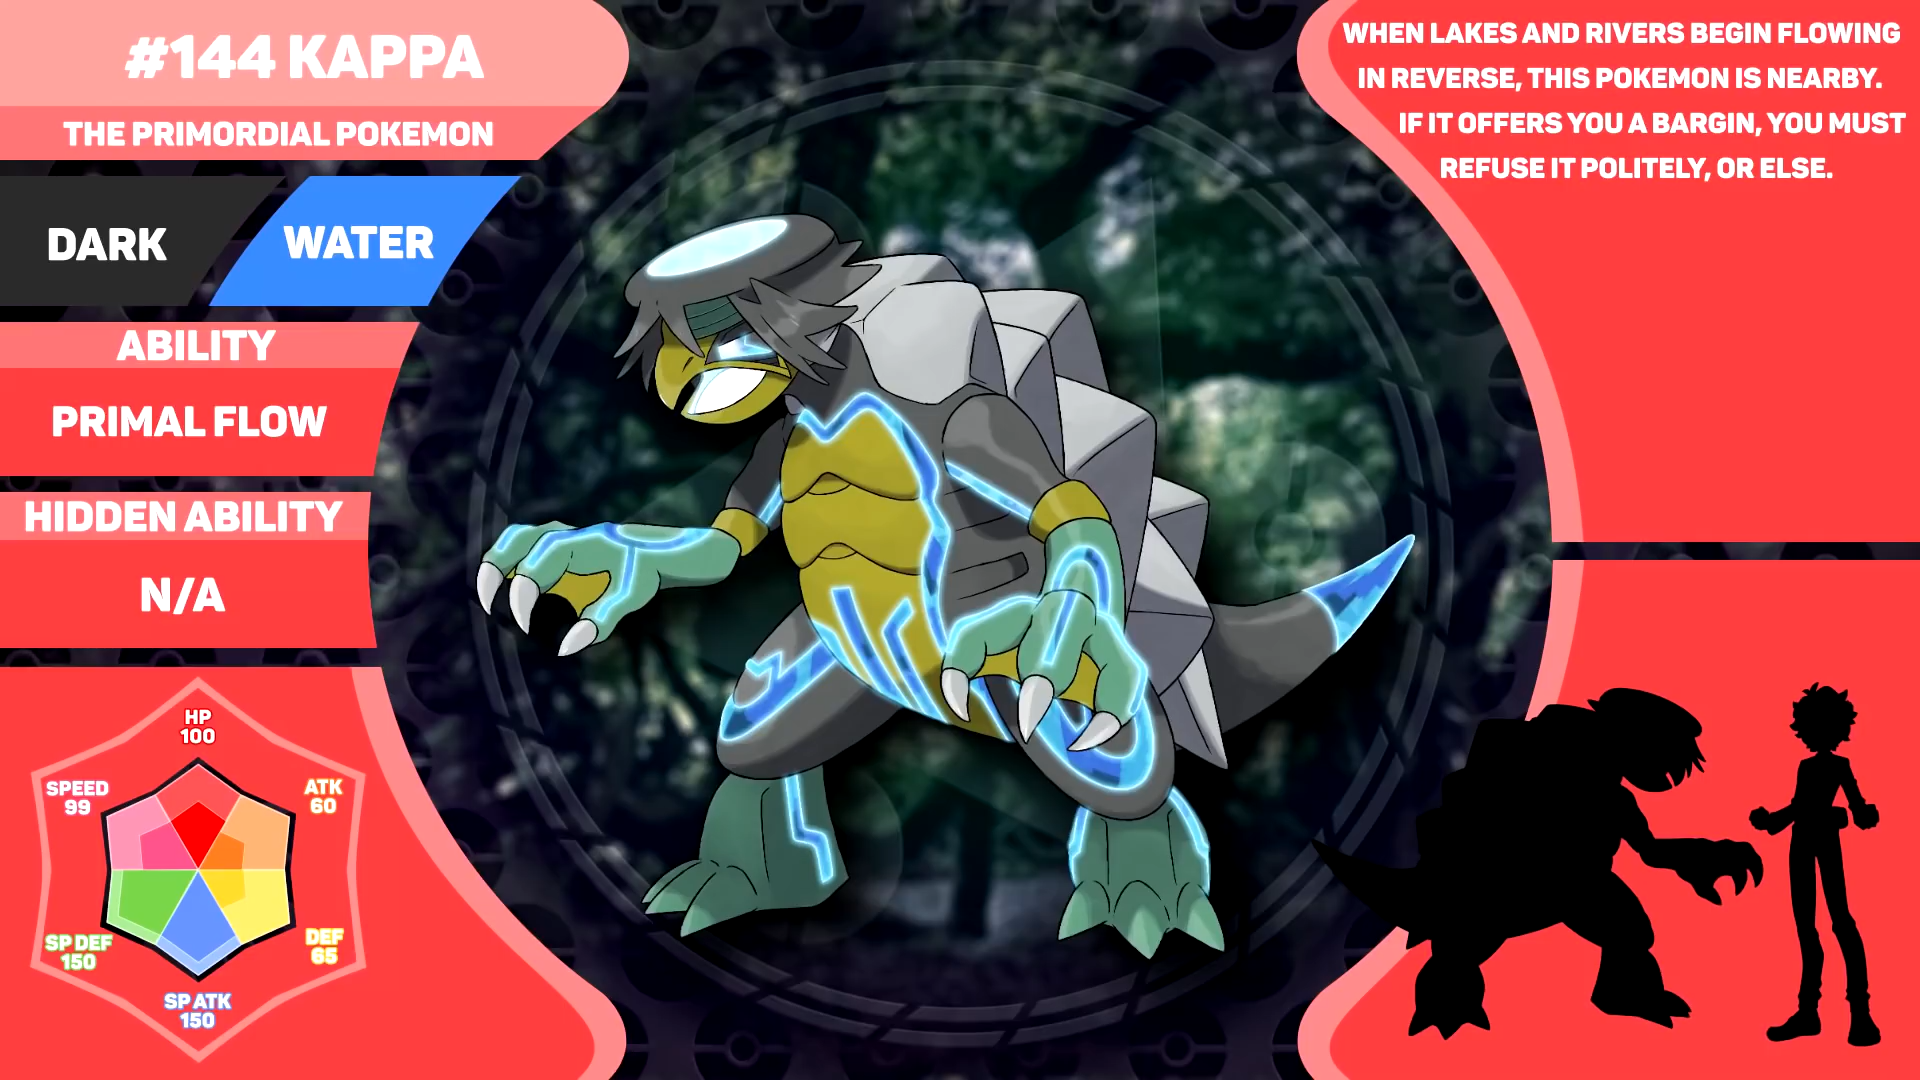 #144 KAPPA
THE PRIMORDIAL POKEMON
DARK
WATER
ABILITY
PRIMAL FLOW
HIDDEN ABILITY
N/A
HP
100
SPEED
99
ATK
60
SP DEF
150
DEF
65
SP ATK
150
WHEN LAKES AND RIVERS BEGIN FLOWING
IN REVERSE, THIS POKEMON IS NEARBY.
IF IT OFFERS YOU A BARGIN, YOU MUST
REFUSE IT POLITELY, OR ELSE.